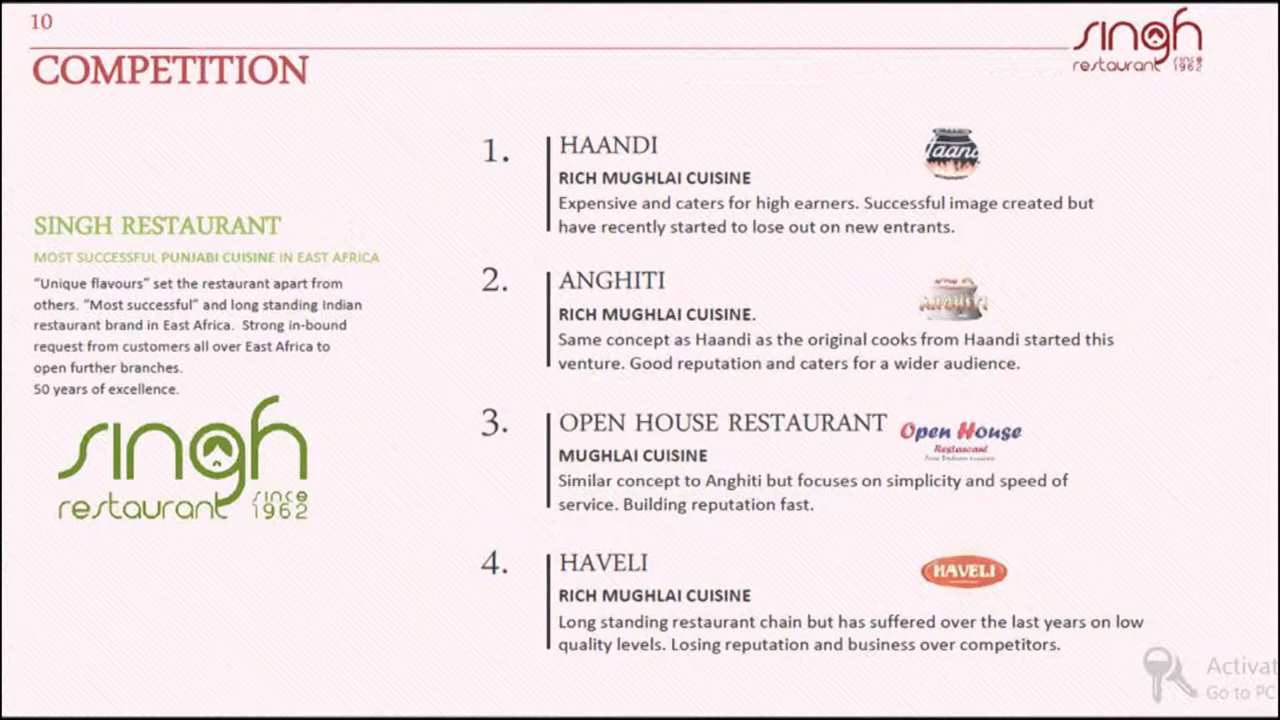 10
singh
restaurant since 1962
COMPETITION
SINGH RESTAURANT
MOST SUCCESSFUL PUNJABI CUISINE IN EAST AFRICA
“Unique flavours” set the restaurant apart from
others. “Most successful” and long standing Indian
restaurant brand in East Africa. Strong in-bound
request from customers all over East Africa to
open further branches.
50 years of excellence.
singh
restaurant since 1962
1. HAANDI
Haandi
RICH MUGHLAI CUISINE
Expensive and caters for high earners. Successful image created but
have recently started to lose out on new entrants.
2. ANGHITI
ANGHITI
RICH MUGHLAI CUISINE.
Same concept as Haandi as the original cooks from Haandi started this
venture. Good reputation and caters for a wider audience.
3. OPEN HOUSE RESTAURANT
Open House
Restaurant
MUGHLAI CUISINE
Similar concept to Anghiti but focuses on simplicity and speed of
service. Building reputation fast.
4. HAVELI
HAVELI
RICH MUGHLAI CUISINE
Long standing restaurant chain but has suffered over the last years on low
quality levels. Losing reputation and business over competitors.
Activat
Go to PC